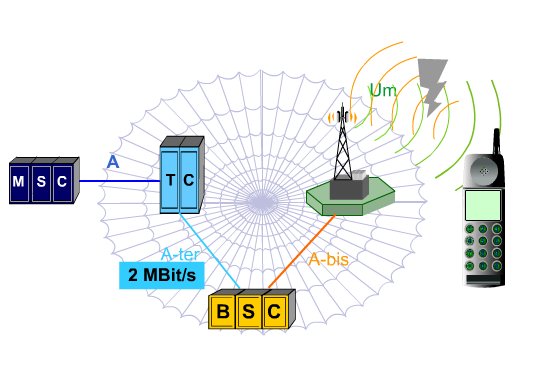 Um
A
M S C
T C
A-ter
2 MBit/s
A-bis
B S C